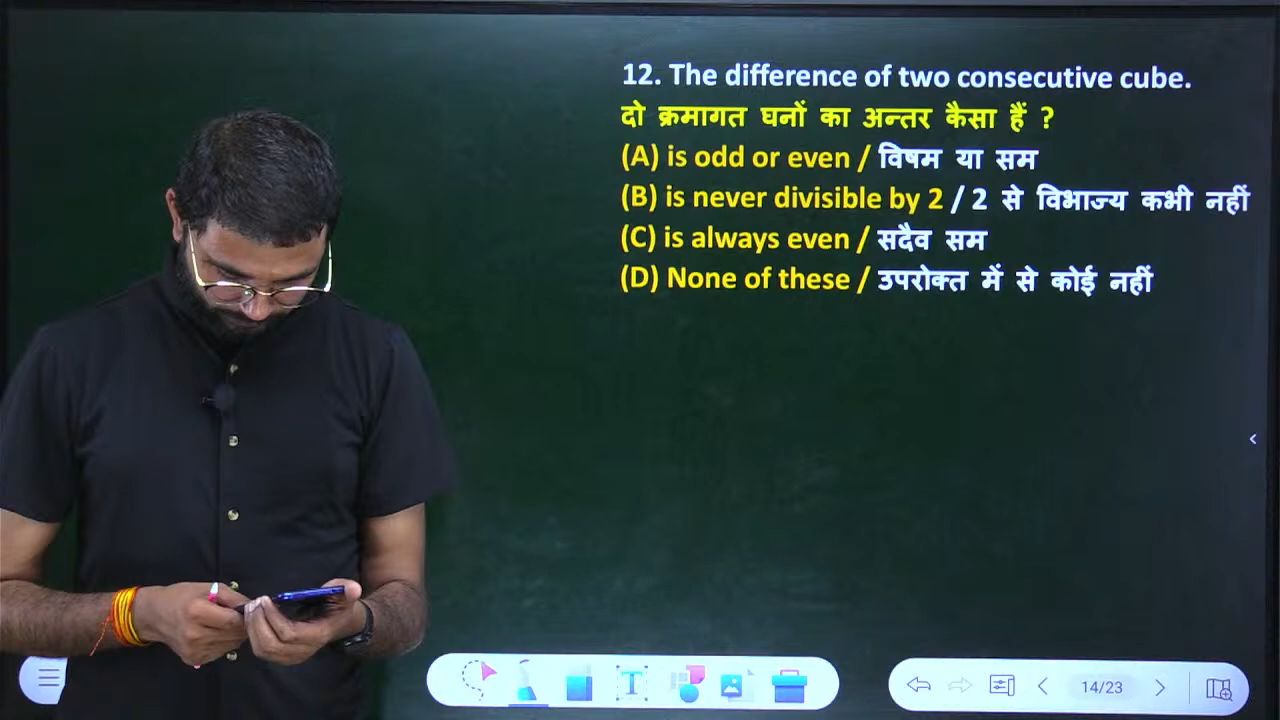 12. The difference of two consecutive cube.
दो क्रमागत घनों का अन्तर कैसा हैं ?
(A) is odd or even / विषम या सम
(B) is never divisible by 2 / 2 से विभाज्य कभी नहीं
(C) is always even / सदैव सम
(D) None of these / उपरोक्त में से कोई नहीं
T
14/23